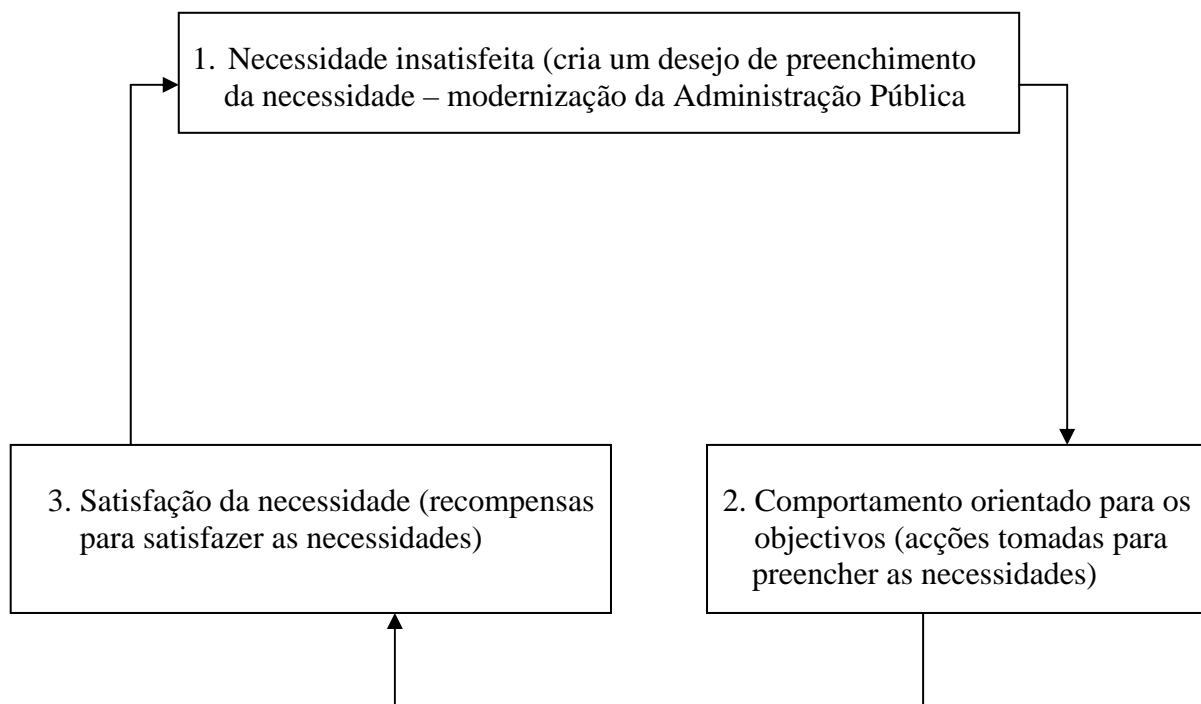 1. Necessidade insatisfeita (cria um desejo de preenchimento
da necessidade – modernização da Administração Pública
3. Satisfação da necessidade (recompensas
para satisfazer as necessidades)
2. Comportamento orientado para os
objectivos (acções tomadas para
preencher as necessidades)